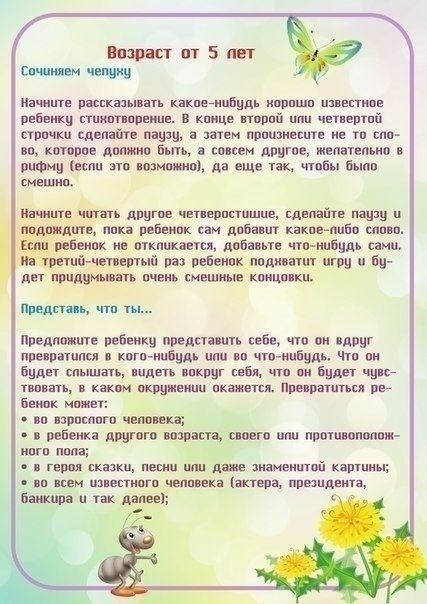 Возраст от 5 лет
Сочиняем чепуху
Начните рассказывать какое-нибудь хорошо известное
ребенку стихотворение. В конце второй или четвертой
строчки сделайте паузу, а затем произнесите не то сло-
во, которое должно быть, а совсем другое, желательно в
рифму (если это возможно), да еще так, чтобы было
смешно.
Начните читать другое четверостишие, сделайте паузу и
подождите, пока ребенок сам добавит какое-либо слово.
Если ребенок не откликается, добавьте что-нибудь сами.
На третий-четвертый раз ребенок подхватит игру и бу-
дет придумывать очень смешные концовки.
Представь, что ты...
Предложите ребенку представить себе, что он вдруг
превратился в кого-нибудь или во что-нибудь. Что он
будет слышать, видеть вокруг себя, что он будет чувс-
твовать, в каком окружении окажется. Превратиться ре-
бенок может:
• во взрослого человека;
• в ребенка другого возраста, своего или противополож-
ного пола;
• в героя сказки, песни или даже знаменитой картины;
• во всем известного человека (актера, президента,
банкира и так далее);